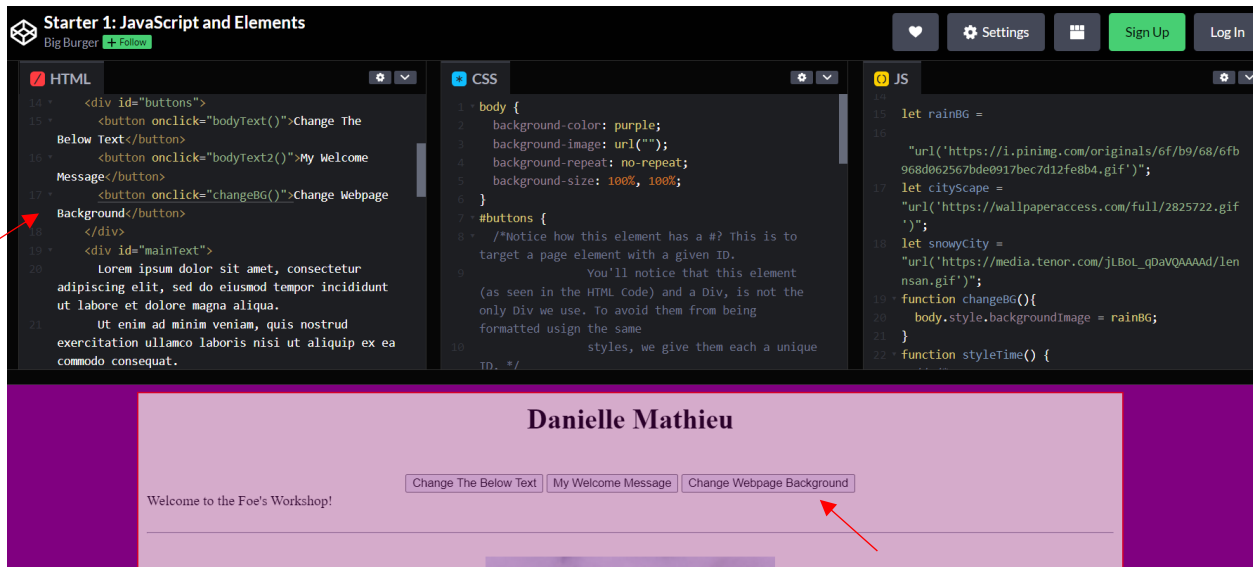 Starter 1: JavaScript and Elements
Big Burger + Follow
Settings
Sign Up
Log In
HTML
14 <div id="buttons">
15 <button onclick="bodyText()">Change The
Below Text</button>
16 <button onclick="bodyText2()">My Welcome
Message</button>
17 <button onclick="changeBG()">Change Webpage
Background</button>
18 </div>
19 <div id="mainText">
20 Lorem ipsum dolor sit amet, consectetur
adipiscing elit, sed do eiusmod tempor incididunt
ut labore et dolore magna aliqua.
21 Ut enim ad minim veniam, quis nostrud
exercitation ullamco laboris nisi ut aliquip ex ea
commodo consequat.
CSS
1 body {
2 background-color: purple;
3 background-image: url("");
4 background-repeat: no-repeat;
5 background-size: 100%, 100%;
6 }
7 #buttons {
8 /*Notice how this element has a #? This is to
target a page element with a given ID.
9 You'll notice that this element
(as seen in the HTML Code) and a Div, is not the
only Div we use. To avoid them from being
formatted usign the same
10 styles, we give them each a unique
ID. */
JS
14
15 let rainBG =
16
"url('https://i.pinimg.com/originals/6f/b9/68/6fb
968d062567bde0917bec7d12fe8b4.gif')";
17 let cityScape =
"url('https://wallpaperaccess.com/full/2825722.gif
')";
18 let snowyCity =
"url('https://media.tenor.com/jLBoL_qDaVQAAAAd/len
nsan.gif')";
19 function changeBG(){
20 body.style.backgroundImage = rainBG;
21 }
22 function styleTime() {
Danielle Mathieu
Change The Below Text
My Welcome Message
Change Webpage Background
Welcome to the Foe's Workshop!